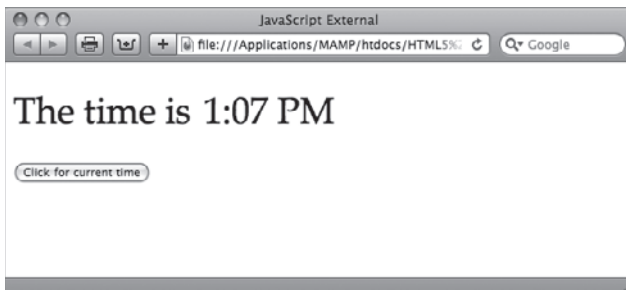 JavaScript External
file:///Applications/MAMP/htdocs/HTML5%
Google
The time is 1:07 PM
Click for current time